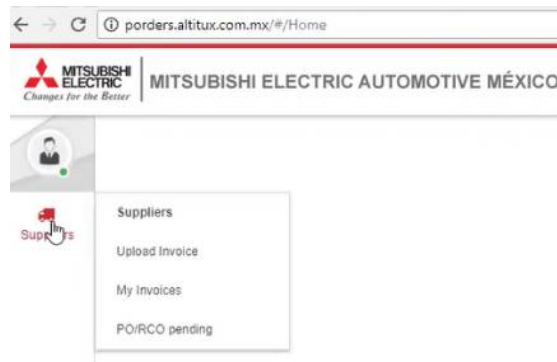 porders.altitux.com.mx/#/Home
MITSUBISHI
ELECTRIC
Changes for the Better
MITSUBISHI ELECTRIC AUTOMOTIVE MÉXICO
Suppliers
Suppliers
Upload Invoice
My Invoices
PO/RCO pending